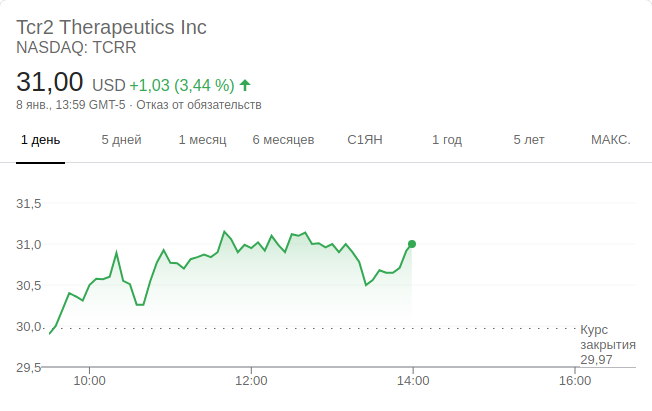 Tcr2 Therapeutics Inc
NASDAQ: TCRR
31,00 USD +1,03 (3,44 %)
8 янв., 13:59 GMT-5 · Отказ от обязательств
1 день 5 дней 1 месяц 6 месяцев С1ЯН 1 год 5 лет МАКС.
31,5
31,0
30,5
30,0
Курс
закрытия
29,97
29,5
10:00 12:00 14:00 16:00